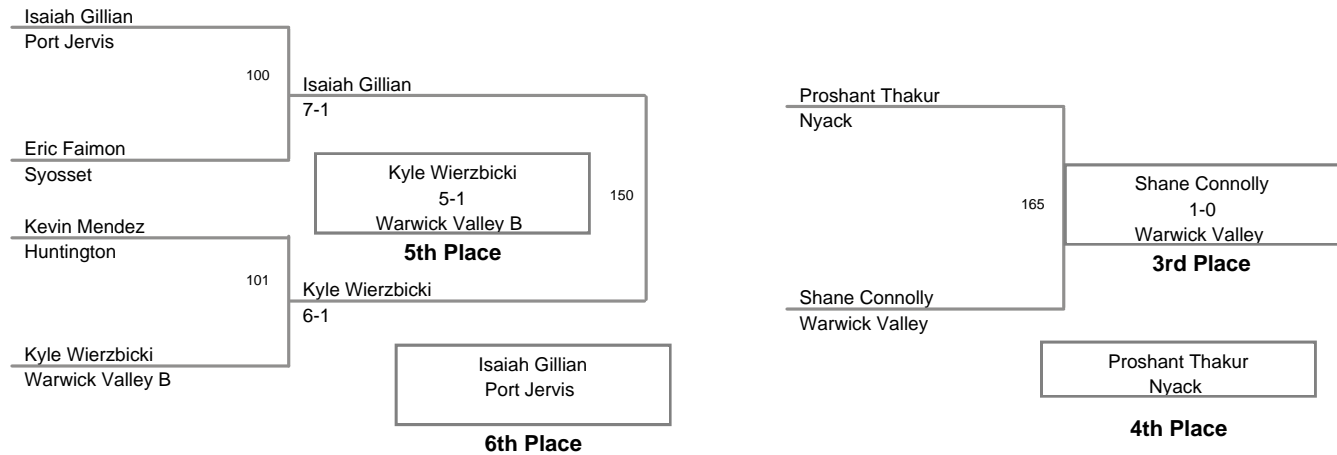 Isaiah Gillian
Port Jervis
100
Isaiah Gillian
7-1
Eric Faimon
Syosset
Kyle Wierzbicki
5-1
Warwick Valley B
5th Place
150
Kevin Mendez
Huntington
101
Kyle Wierzbicki
6-1
Kyle Wierzbicki
Warwick Valley B
Isaiah Gillian
Port Jervis
6th Place
Proshant Thakur
Nyack
165
Shane Connolly
1-0
Warwick Valley
3rd Place
Shane Connolly
Warwick Valley
Proshant Thakur
Nyack
4th Place